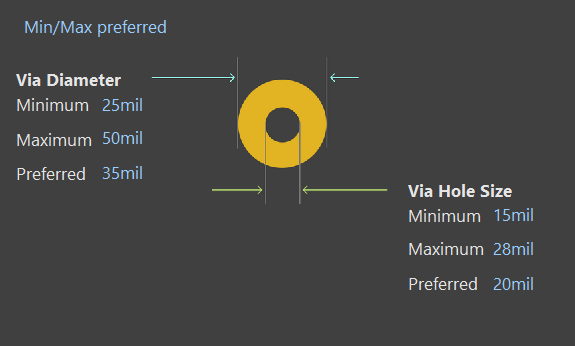 Min/Max preferred
Via Diameter
Minimum 25mil
Maximum 50mil
Preferred 35mil
Via Hole Size
Minimum 15mil
Maximum 28mil
Preferred 20mil